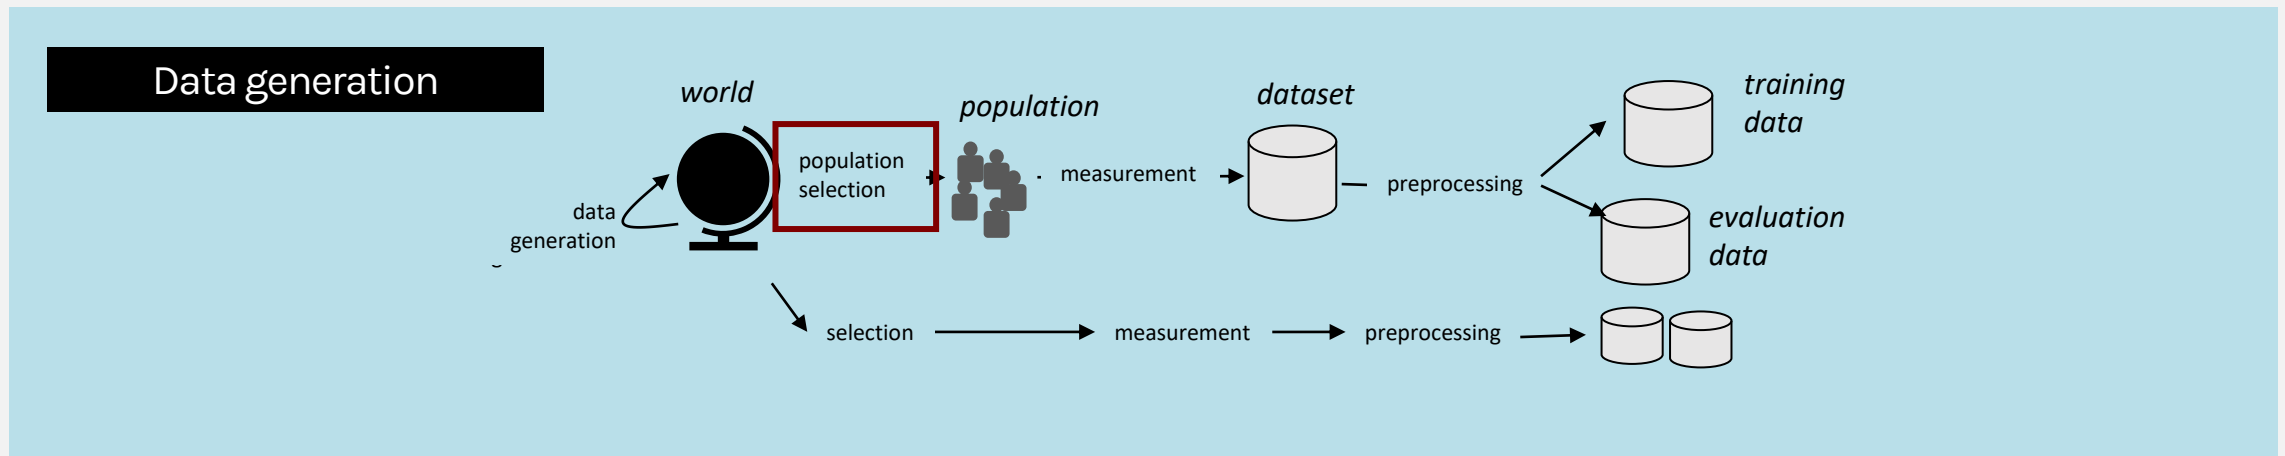 Data generation
world
population
dataset
training
data
population
selection
measurement
preprocessing
data
generation
evaluation
data
selection
measurement
preprocessing